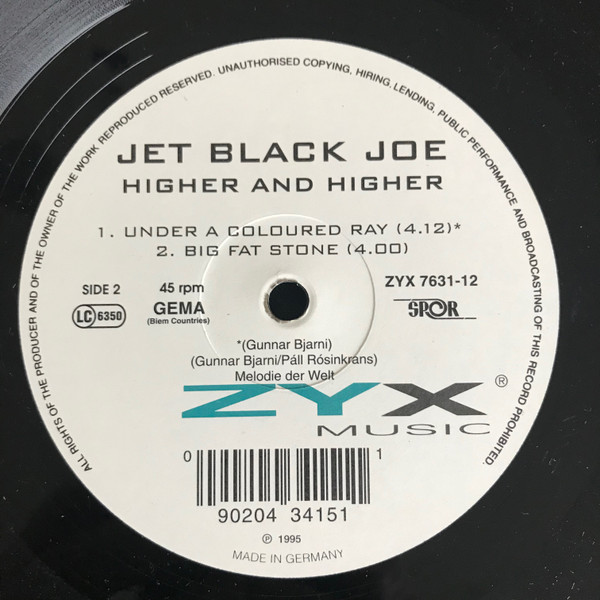 ALL RIGHTS OF THE PRODUCER AND OF THE OWNER OF THE WORK REPRODUCED RESERVED. UNAUTHORISED COPYING, HIRING, LENDING, PUBLIC PERFORMANCE AND BROADCASTING OF THIS RECORD PROHIBITED.
JET BLACK JOE
HIGHER AND HIGHER
1. UNDER A COLOURED RAY (4.12)*
2. BIG FAT STONE (4.00)
SIDE 2 45 rpm ZYX 7631-12
LC 6350 GEMA SPQR
(Biem Countries)
*(Gunnar Bjarni)
(Gunnar Bjarni/Páll Rósinkrans)
Melodie der Welt
ZYX ®
MUSIC
0 90204 34151 1
℗ 1995
MADE IN GERMANY